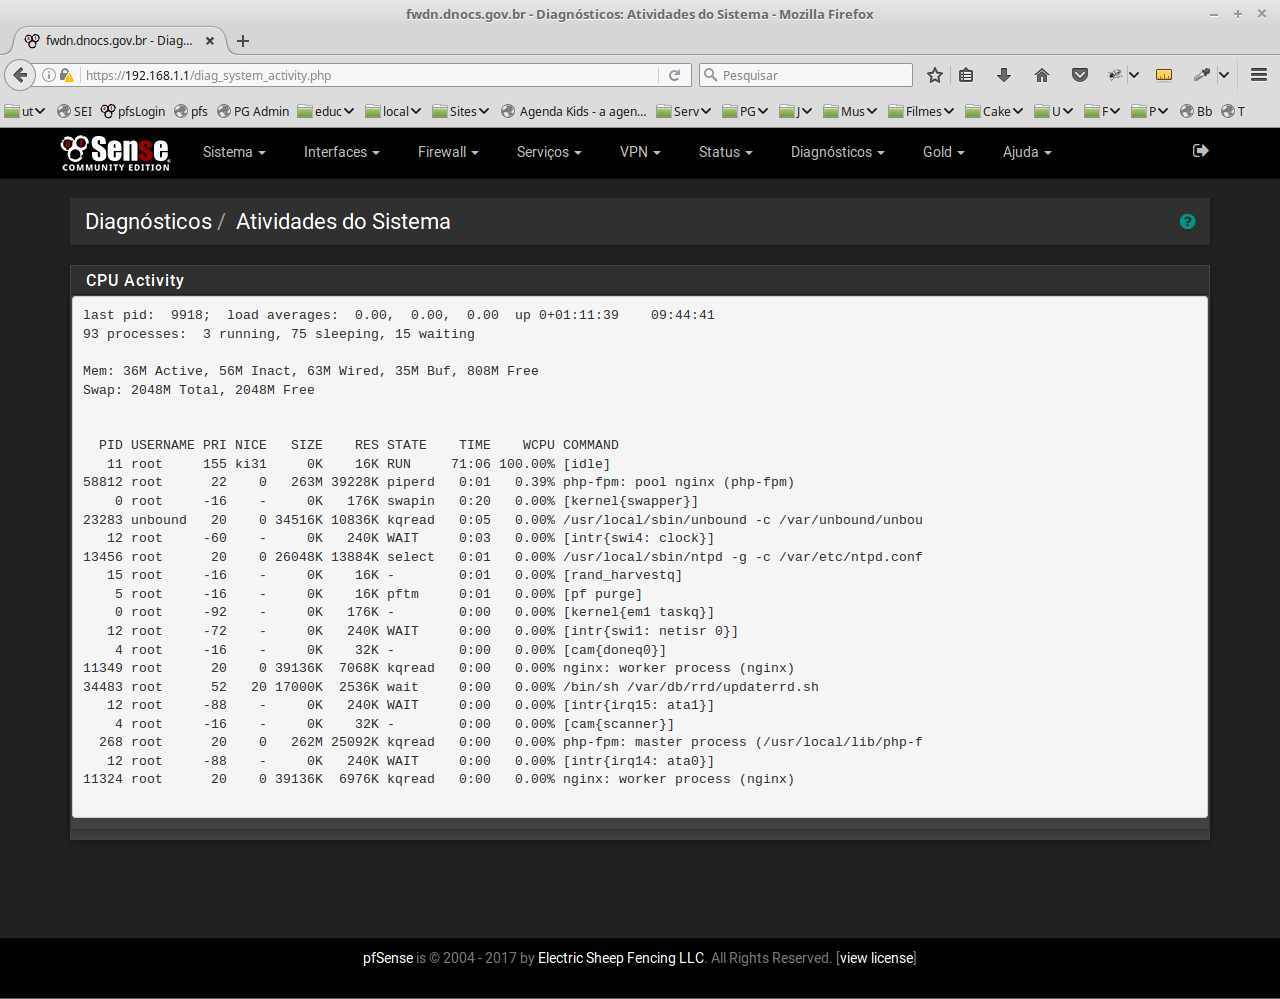 fwdn.dnocs.gov.br - Diagnósticos: Atividades do Sistema - Mozilla Firefox
fwdn.dnocs.gov.br - Diag...
https://192.168.1.1/diag_system_activity.php
Pesquisar
ut SEI pfsLogin pfs PG Admin educ local Sites Agenda Kids - a agen... Serv PG J Mus Filmes Cake U F P Bb T
Sense
COMMUNITY EDITION
Sistema Interfaces Firewall Serviços VPN Status Diagnósticos Gold Ajuda
Diagnósticos / Atividades do Sistema
CPU Activity
last pid:  9918;  load averages:  0.00,  0.00,  0.00  up 0+01:11:39    09:44:41
93 processes:  3 running, 75 sleeping, 15 waiting
Mem: 36M Active, 56M Inact, 63M Wired, 35M Buf, 808M Free
Swap: 2048M Total, 2048M Free
  PID USERNAME PRI NICE   SIZE    RES STATE    TIME    WCPU COMMAND
   11 root     155 ki31     0K    16K RUN     71:06 100.00% [idle]
58812 root      22    0   263M 39228K piperd   0:01   0.39% php-fpm: pool nginx (php-fpm)
    0 root     -16    -     0K   176K swapin   0:20   0.00% [kernel{swapper}]
23283 unbound   20    0 34516K 10836K kqread   0:05   0.00% /usr/local/sbin/unbound -c /var/unbound/unbou
   12 root     -60    -     0K   240K WAIT     0:03   0.00% [intr{swi4: clock}]
13456 root      20    0 26048K 13884K select   0:01   0.00% /usr/local/sbin/ntpd -g -c /var/etc/ntpd.conf
   15 root     -16    -     0K    16K -        0:01   0.00% [rand_harvestq]
    5 root     -16    -     0K    16K pftm     0:01   0.00% [pf purge]
    0 root     -92    -     0K   176K -        0:00   0.00% [kernel{em1 taskq}]
   12 root     -72    -     0K   240K WAIT     0:00   0.00% [intr{swi1: netisr 0}]
    4 root     -16    -     0K    32K -        0:00   0.00% [cam{doneq0}]
11349 root      20    0 39136K  7068K kqread   0:00   0.00% nginx: worker process (nginx)
34483 root      52   20 17000K  2536K wait     0:00   0.00% /bin/sh /var/db/rrd/updaterrd.sh
   12 root     -88    -     0K   240K WAIT     0:00   0.00% [intr{irq15: ata1}]
    4 root     -16    -     0K    32K -        0:00   0.00% [cam{scanner}]
  268 root      20    0   262M 25092K kqread   0:00   0.00% php-fpm: master process (/usr/local/lib/php-f
   12 root     -88    -     0K   240K WAIT     0:00   0.00% [intr{irq14: ata0}]
11324 root      20    0 39136K  6976K kqread   0:00   0.00% nginx: worker process (nginx)
pfSense is © 2004 - 2017 by Electric Sheep Fencing LLC. All Rights Reserved. [view license]